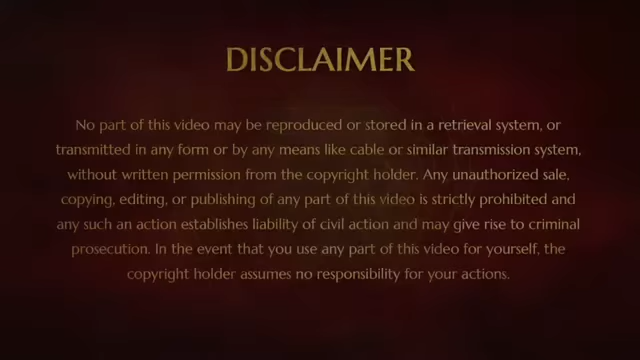 DISCLAIMER
No part of this video may be reproduced or stored in a retrieval system, or
transmitted in any form or by any means like cable or similar transmission system,
without written permission from the copyright holder. Any unauthorized sale,
copying, editing, or publishing of any part of this video is strictly prohibited and
any such an action establishes liability of civil action and may give rise to criminal
prosecution. In the event that you use any part of this video for yourself, the
copyright holder assumes no responsibility for your actions.